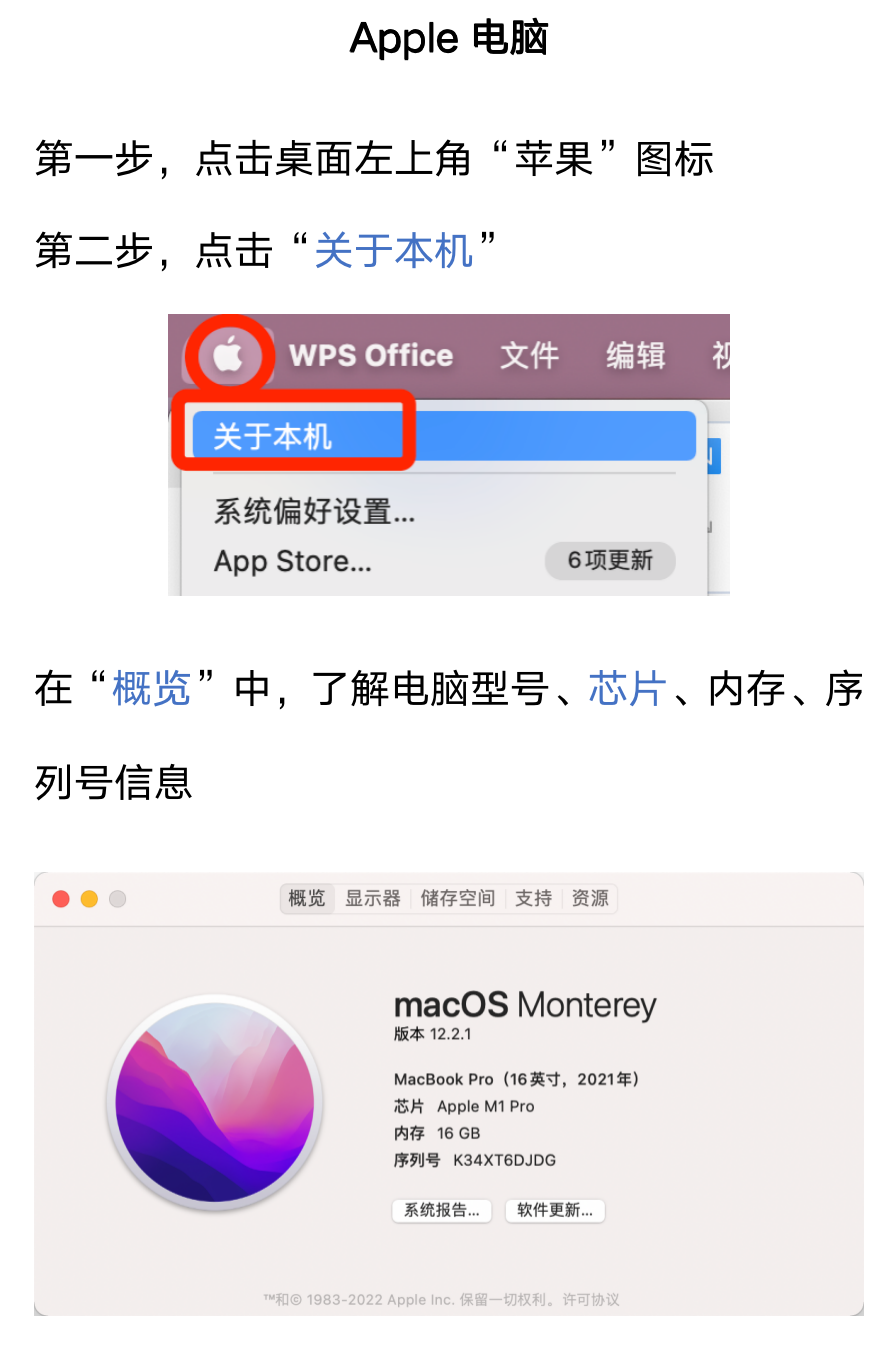 Apple 电脑
第一步，点击桌面左上角“苹果”图标
第二步，点击“关于本机”
WPS Office 文件 编辑
关于本机
系统偏好设置...
App Store... 6项更新
在“概览”中，了解电脑型号、芯片、内存、序
列号信息
概览 显示器 储存空间 支持 资源
macOS Monterey
版本 12.2.1
MacBook Pro（16英寸，2021年）
芯片 Apple M1 Pro
内存 16 GB
序列号 K34XT6DJDG
系统报告... 软件更新...
™和© 1983-2022 Apple Inc. 保留一切权利。许可协议